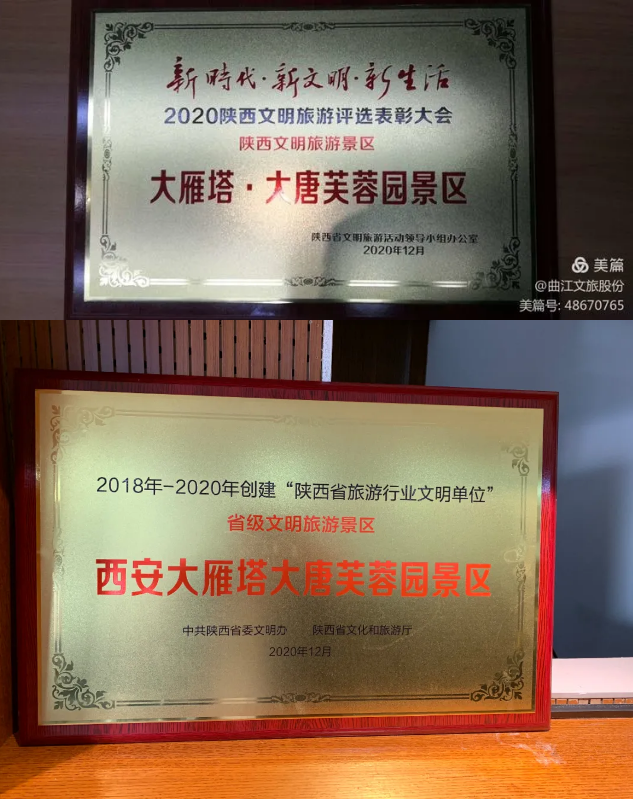 新時代·新文明·新生活
2020陕西文明旅游评选表彰大会
陕西文明旅游景区
大雁塔·大唐芙蓉园景区
陕西省文明旅游活动领导小组办公室
2020年12月
美篇
@曲江文旅股份
美篇号: 48670765
2018年-2020年创建“陕西省旅游行业文明单位”
省级文明旅游景区
西安大雁塔大唐芙蓉园景区
中共陕西省委文明办 陕西省文化和旅游厅
2020年12月